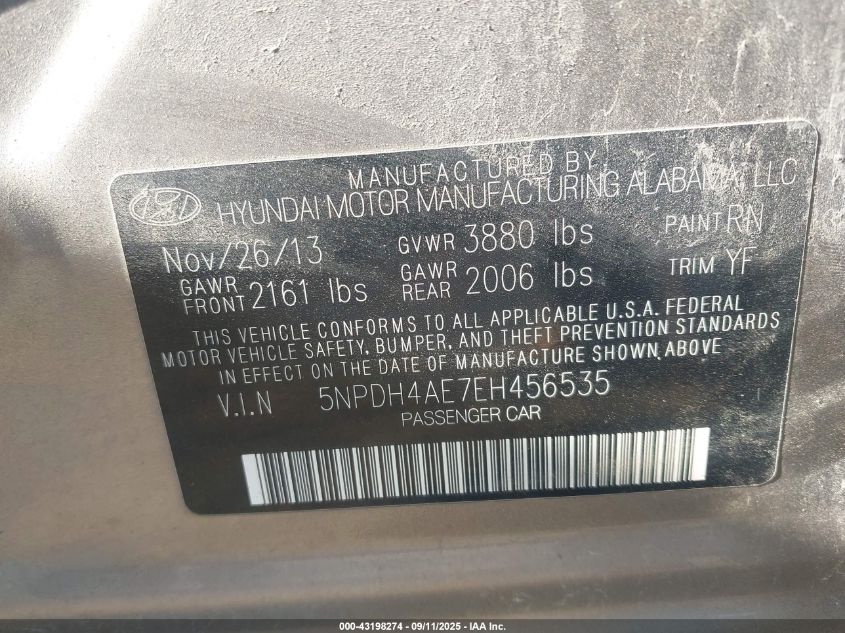 MANUFACTURED BY
HYUNDAI MOTOR MANUFACTURING ALABAMA, LLC
Nov/26/13 GVWR 3880 lbs PAINT RN
GAWR FRONT 2161 lbs GAWR REAR 2006 lbs TRIM YF
THIS VEHICLE CONFORMS TO ALL APPLICABLE U.S.A. FEDERAL
MOTOR VEHICLE SAFETY, BUMPER, AND THEFT PREVENTION STANDARDS
IN EFFECT ON THE DATE OF MANUFACTURE SHOWN ABOVE.
V.I.N 5NPDH4AE7EH456535
PASSENGER CAR
000-43198274 - 09/11/2025 - IAA Inc.